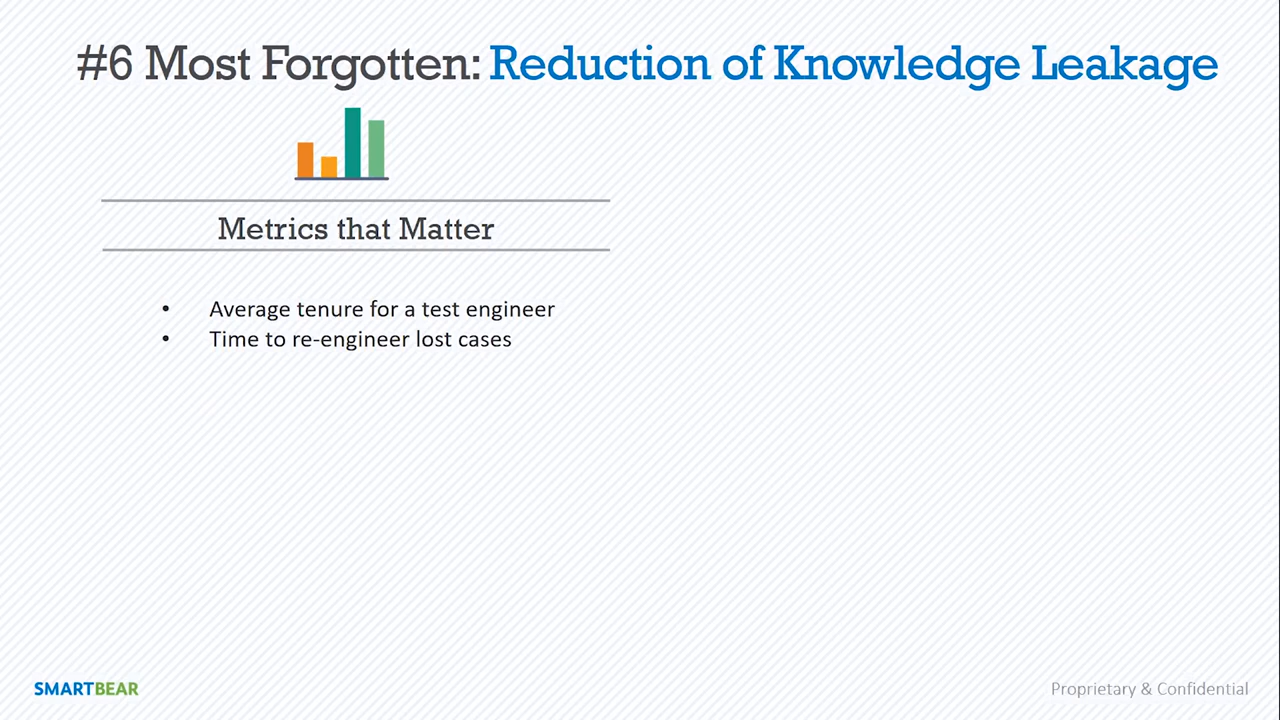 #6 Most Forgotten: Reduction of Knowledge Leakage
Metrics that Matter
• Average tenure for a test engineer
• Time to re-engineer lost cases
SMARTBEAR
Proprietary & Confidential